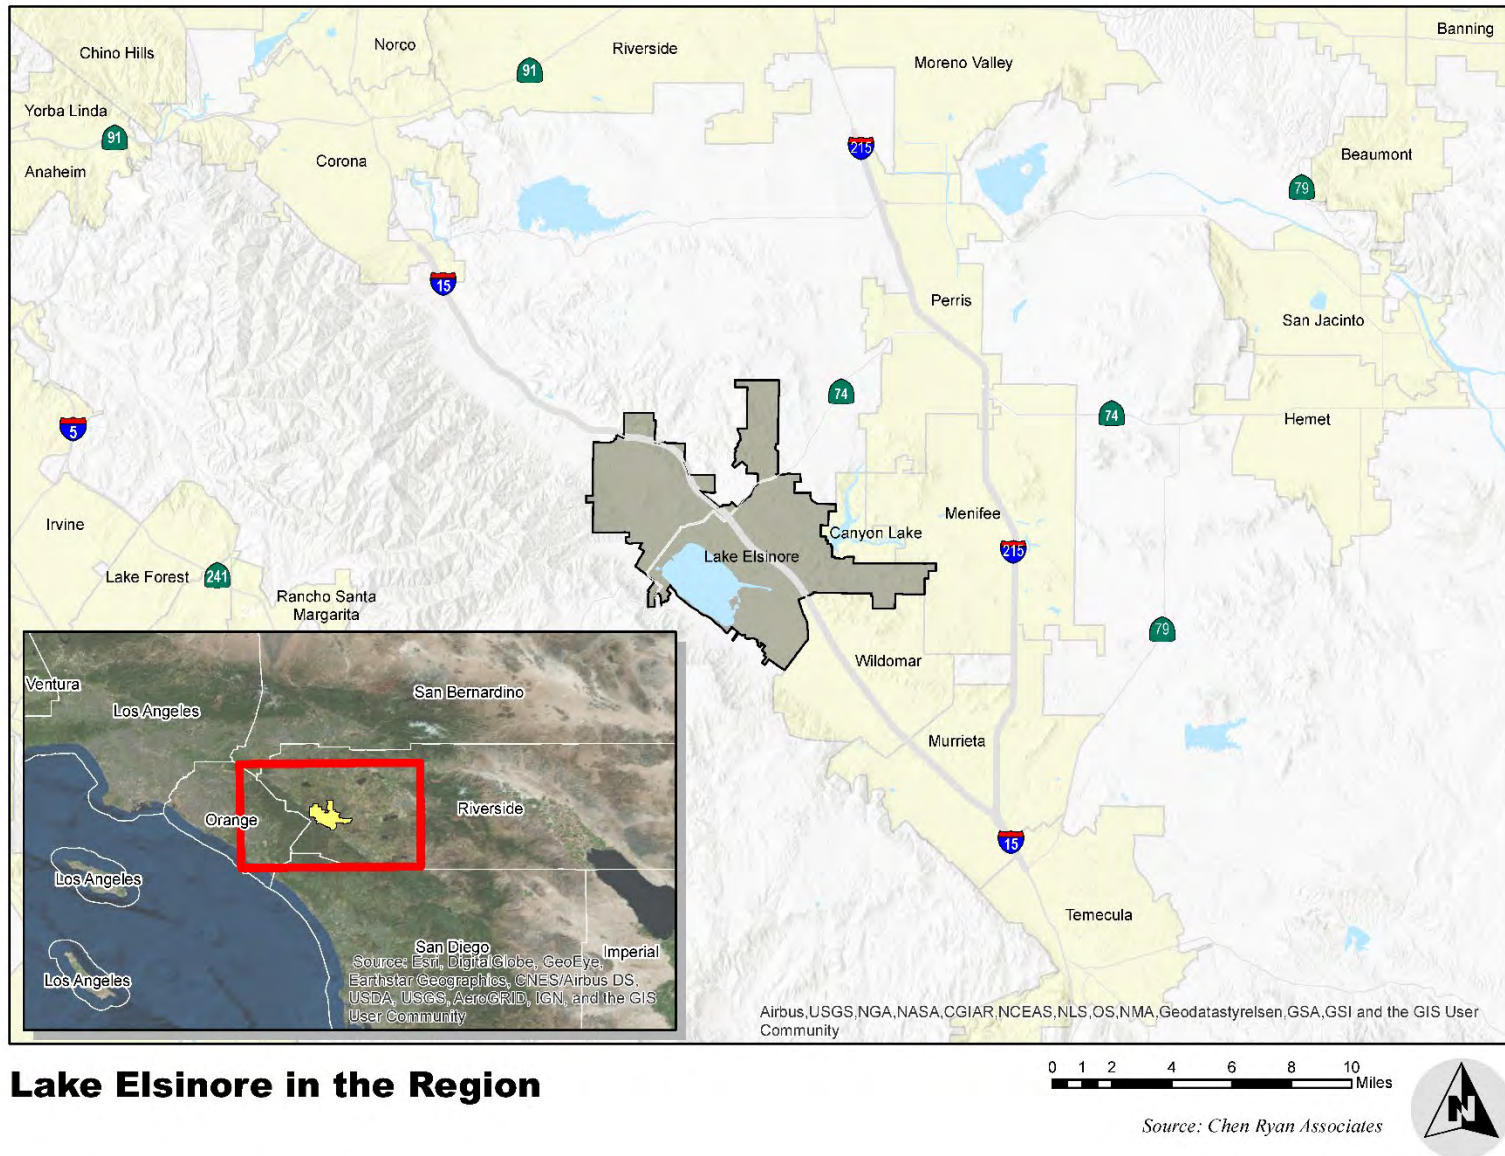 Banning
Norco
Riverside
Chino Hills
Moreno Valley
91
Yorba Linda
91
215
Corona
Beaumont
Anaheim
79
15
Perris
San Jacinto
74
74
Hemet
5
Menifee
Irvine
Canyon Lake
215
Lake Elsinore
Lake Forest
241
Rancho Santa
Margarita
79
Wildomar
Murrieta
15
Temecula
Ventura
San Bernardino
Los Angeles
Riverside
Orange
Los Angeles
San Diego
Imperial
Los Angeles
Source: Esri, DigitalGlobe, GeoEye,
Earthstar Geographics, CNES/Airbus DS,
USDA, USGS, AeroGRID, IGN, and the GIS
User Community
Airbus,USGS,NGA,NASA,CGIAR,NCEAS,NLS,OS,NMA,Geodatastyrelsen,GSA,GSI and the GIS User
Community
Lake Elsinore in the Region
0 1 2 4 6 8 10
Miles
Source: Chen Ryan Associates
N